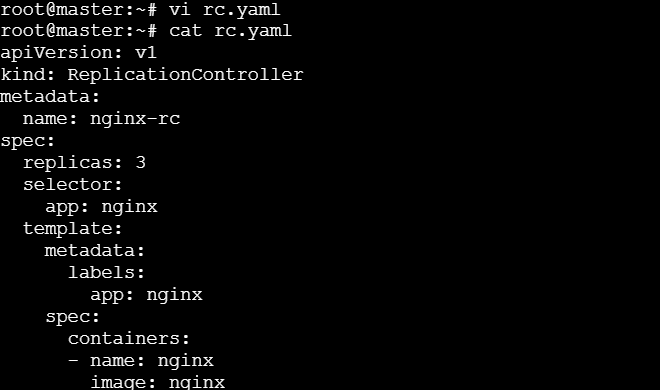 root@master:~# vi rc.yaml
root@master:~# cat rc.yaml
apiVersion: v1
kind: ReplicationController
metadata:
  name: nginx-rc
spec:
  replicas: 3
  selector:
    app: nginx
  template:
    metadata:
      labels:
        app: nginx
    spec:
      containers:
      - name: nginx
        image: nginx